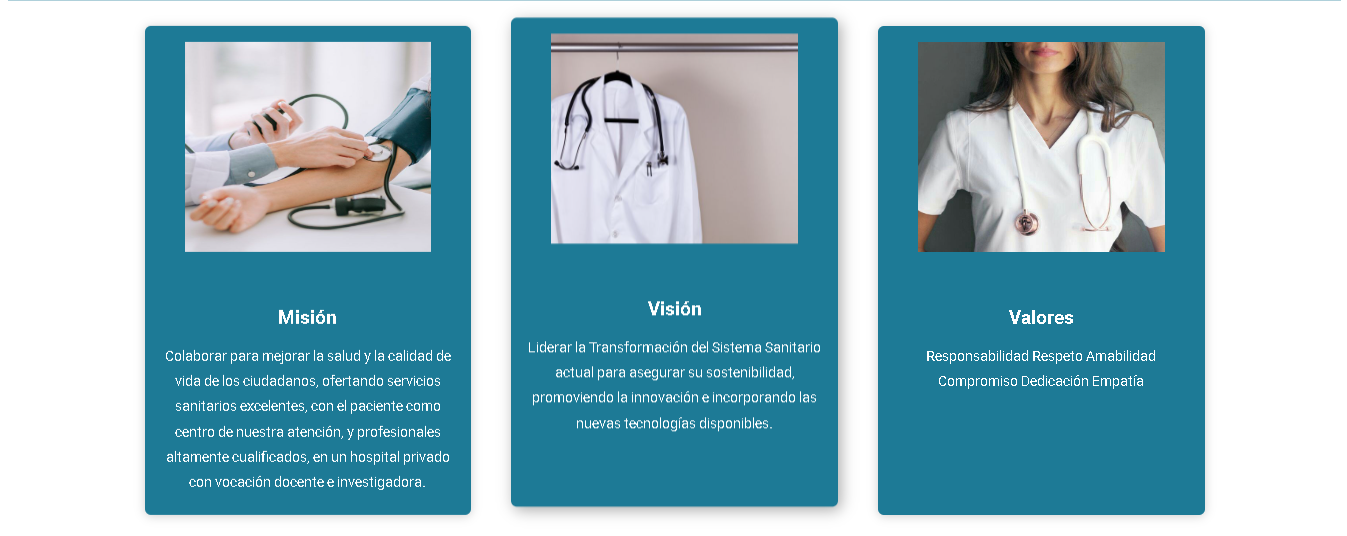 Misión
Colaborar para mejorar la salud y la calidad de
vida de los ciudadanos, ofertando servicios
sanitarios excelentes, con el paciente como
centro de nuestra atención, y profesionales
altamente cualificados, en un hospital privado
con vocación docente e investigadora.
Visión
Liderar la Transformación del Sistema Sanitario
actual para asegurar su sostenibilidad,
promoviendo la innovación e incorporando las
nuevas tecnologías disponibles.
Valores
Responsabilidad Respeto Amabilidad
Compromiso Dedicación Empatía